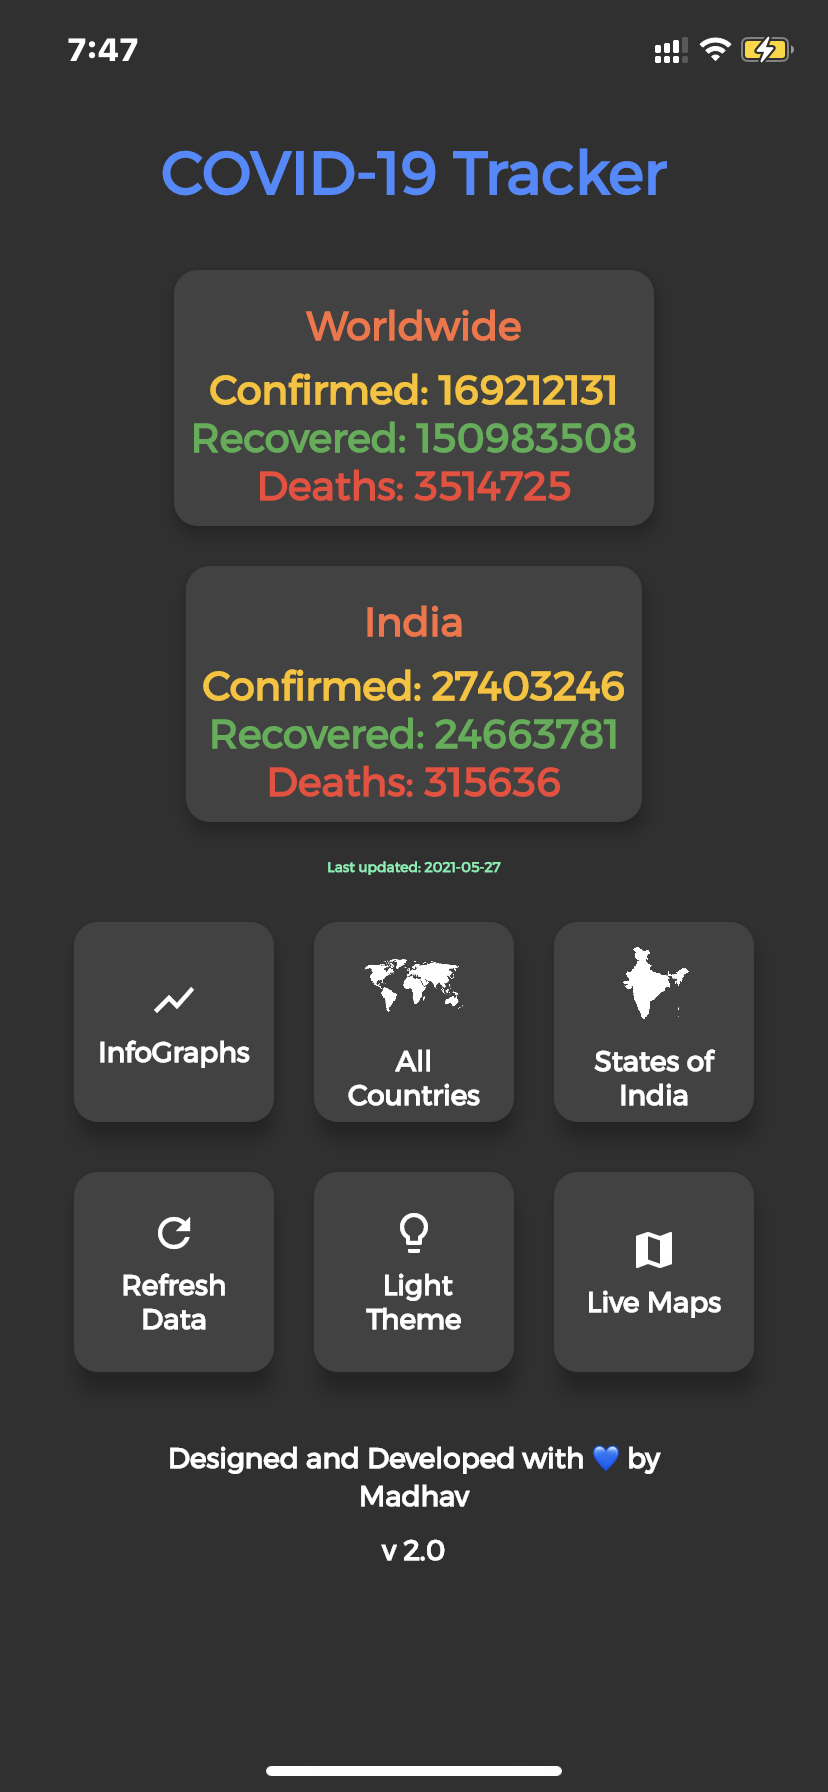 7:47
COVID-19 Tracker
Worldwide
Confirmed: 169212131
Recovered: 150983508
Deaths: 3514725
India
Confirmed: 27403246
Recovered: 24663781
Deaths: 315636
Last updated: 2021-05-27
InfoGraphs
All
Countries
States of
India
Refresh
Data
Light
Theme
Live Maps
Designed and Developed with 💙 by
Madhav
v 2.0